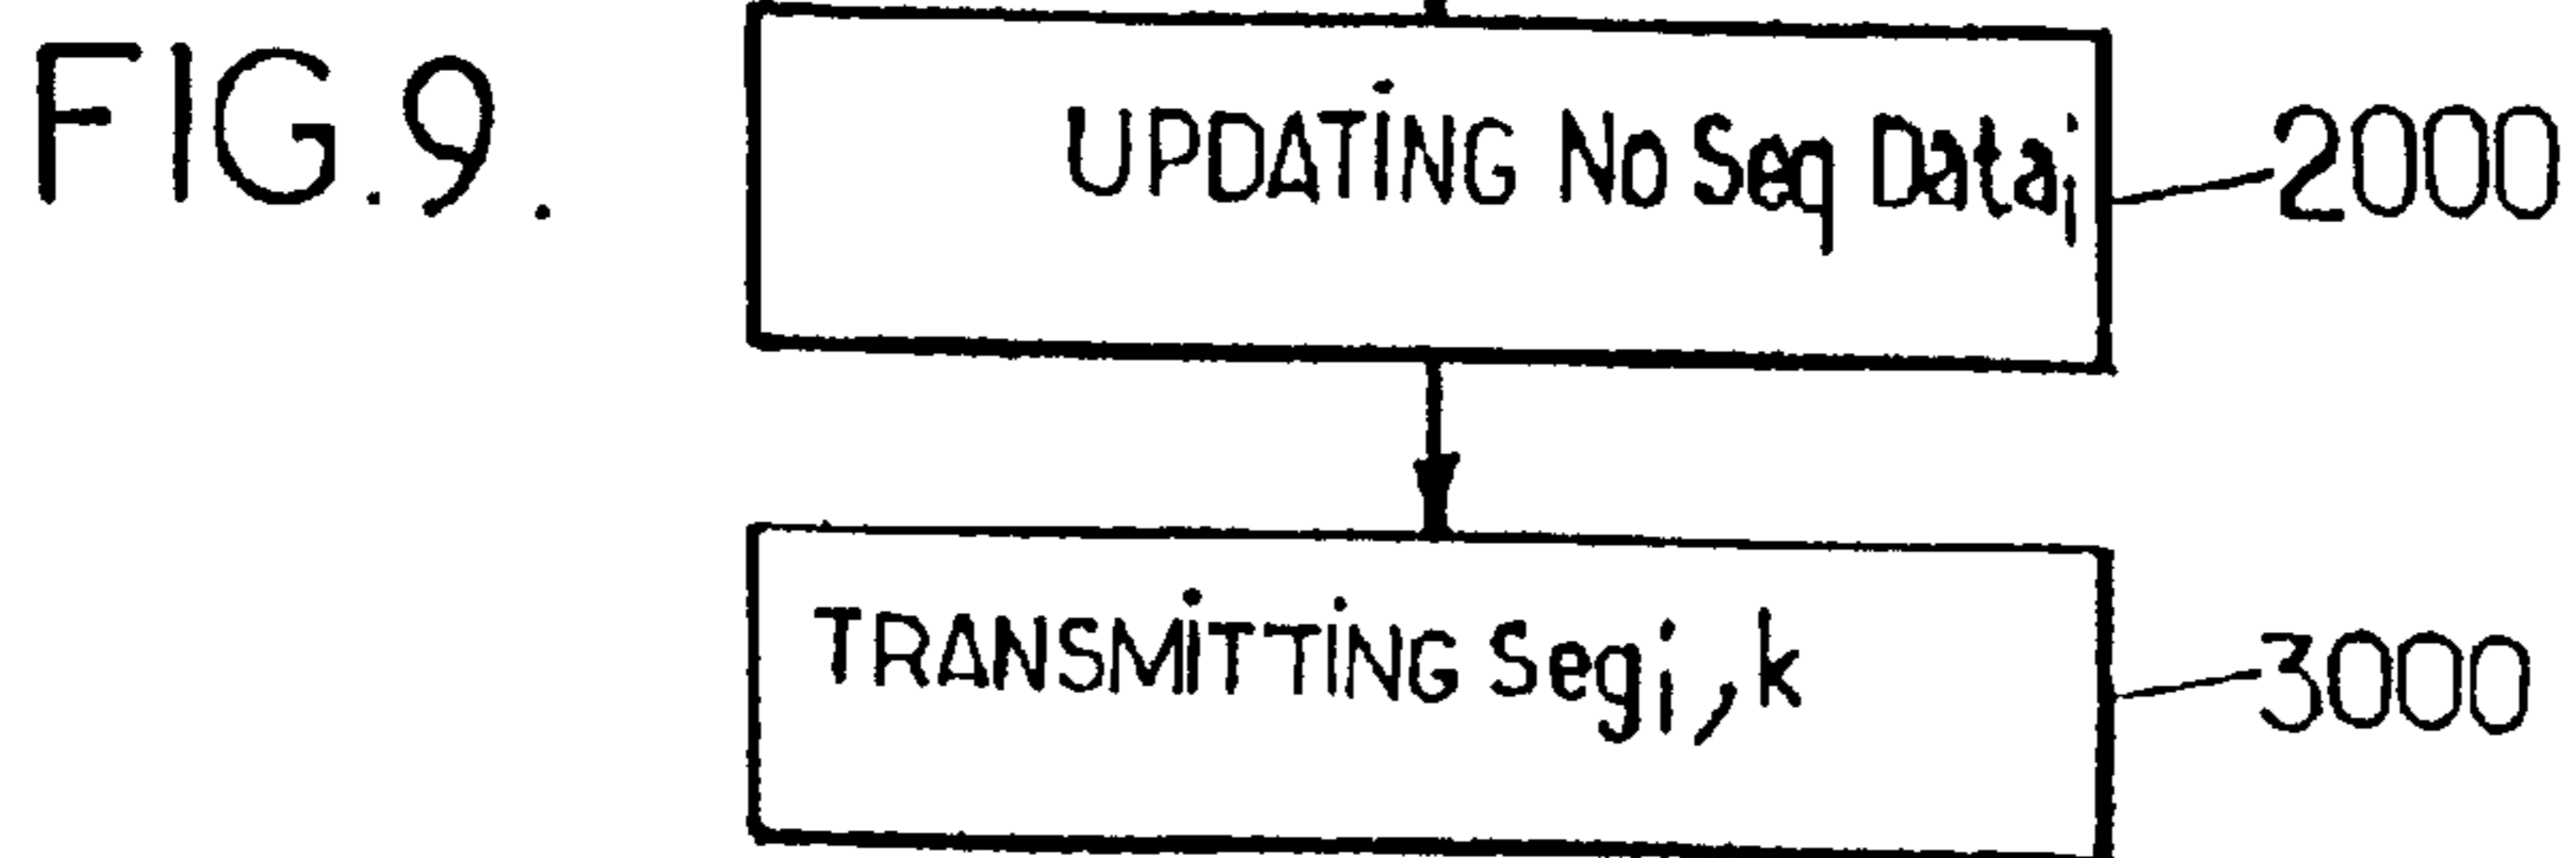 FIG.9.
UPDATiNG No Seq Datai
2000
TRANSMiTTiNG Segi,k
3000